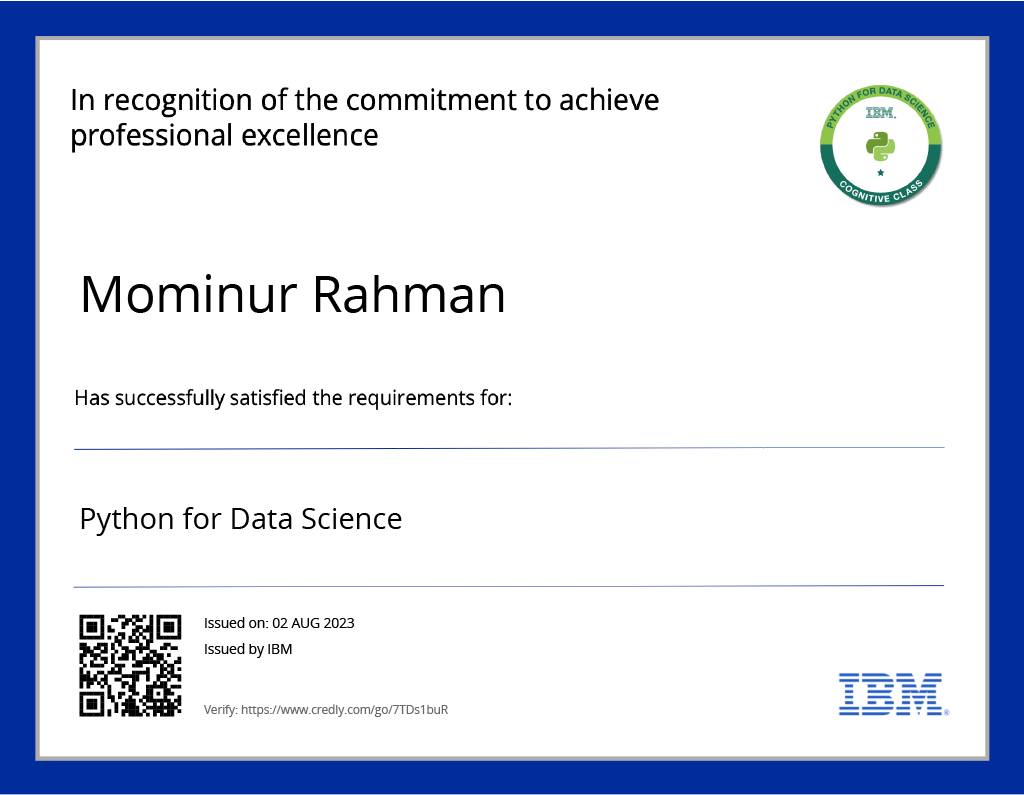 In recognition of the commitment to achieve
professional excellence
PYTHON FOR DATA SCIENCE
IBM.
COGNITIVE CLASS
Mominur Rahman
Has successfully satisfied the requirements for:
Python for Data Science
Issued on: 02 AUG 2023
Issued by IBM
Verify: https://www.credly.com/go/7TDs1buR
IBM®